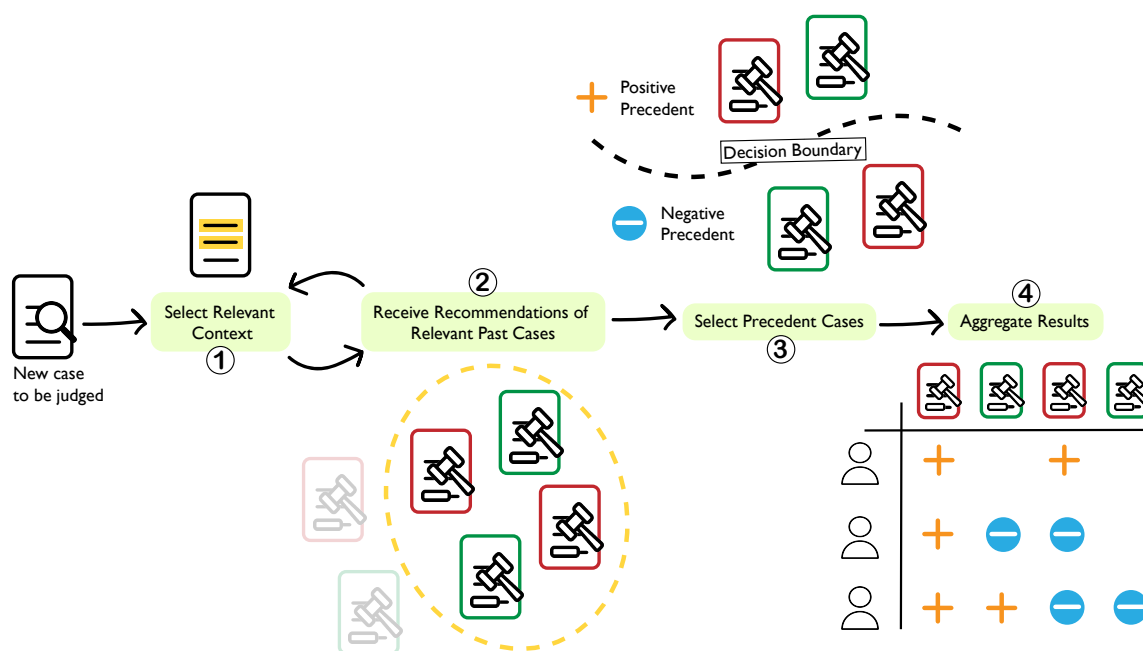 Positive
Precedent
Decision Boundary
Negative
Precedent
New case
to be judged
Select Relevant
Context
①
②
Receive Recommendations of
Relevant Past Cases
Select Precedent Cases
③
④
Aggregate Results